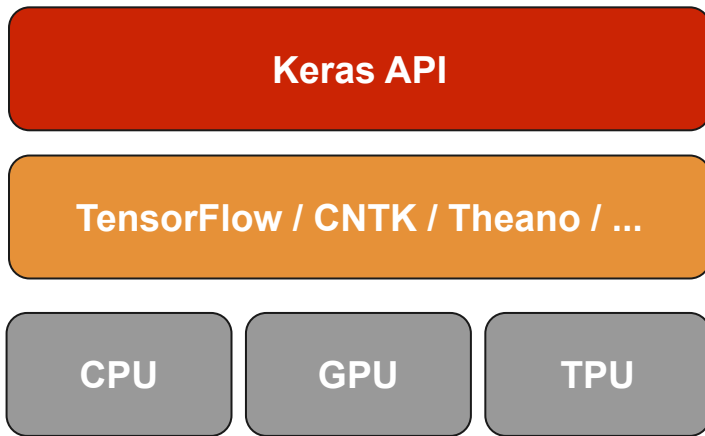 Keras API
TensorFlow / CNTK / Theano / ...
CPU
GPU
TPU